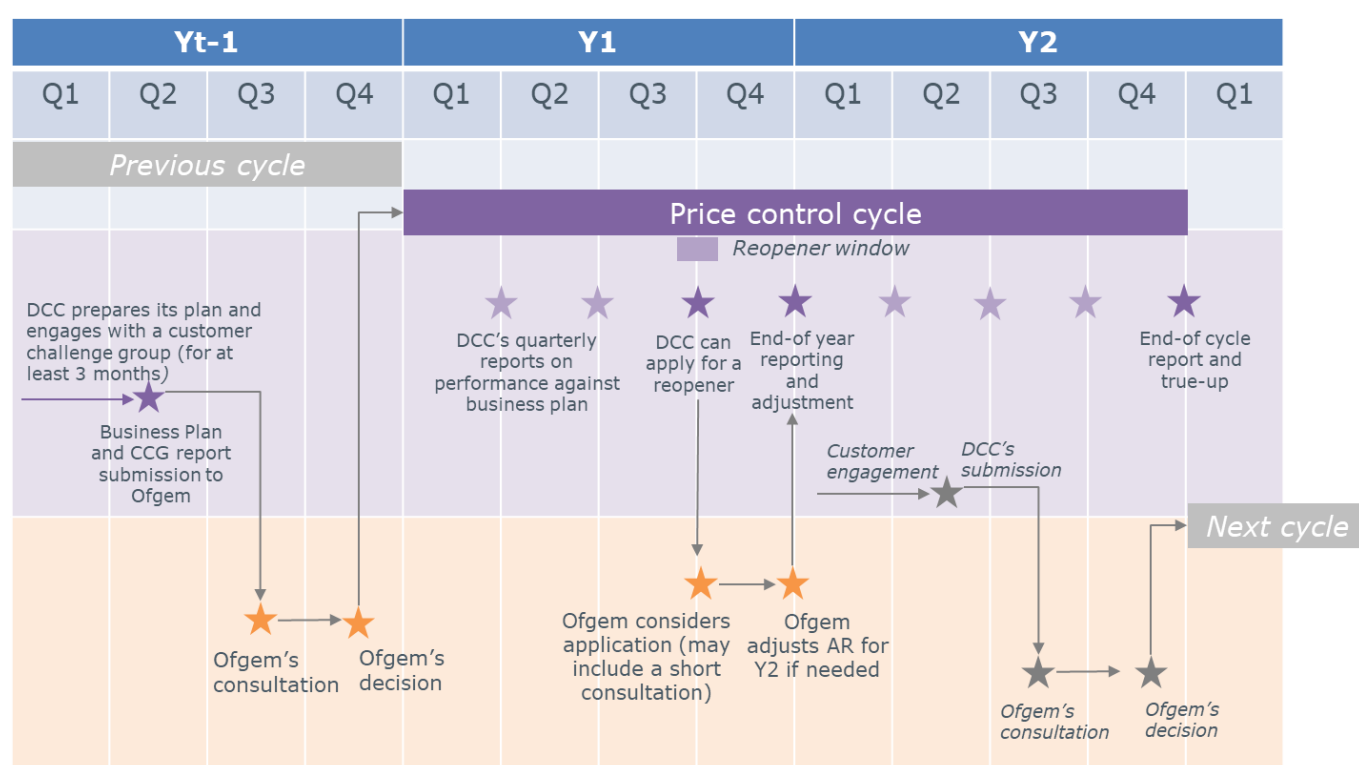 Yt-1
Y1
Y2
Q1
Q2
Q3
Q4
Q1
Q2
Q3
Q4
Q1
Q2
Q3
Q4
Q1
Previous cycle
Price control cycle
Reopener window
DCC prepares its plan and
engages with a customer
challenge group (for at
least 3 months)
Business Plan
and CCG report
submission to
Ofgem
DCC's quarterly
reports on
performance against
business plan
DCC can
apply for a
reopener
End-of year
reporting
and
adjustment
End-of cycle
report and
true-up
Customer
engagement
DCC's
submission
Next cycle
Ofgem's
consultation
Ofgem's
decision
Ofgem considers
application (may
include a short
consultation)
Ofgem
adjusts AR for
Y2 if needed
Ofgem's
consultation
Ofgem's
decision